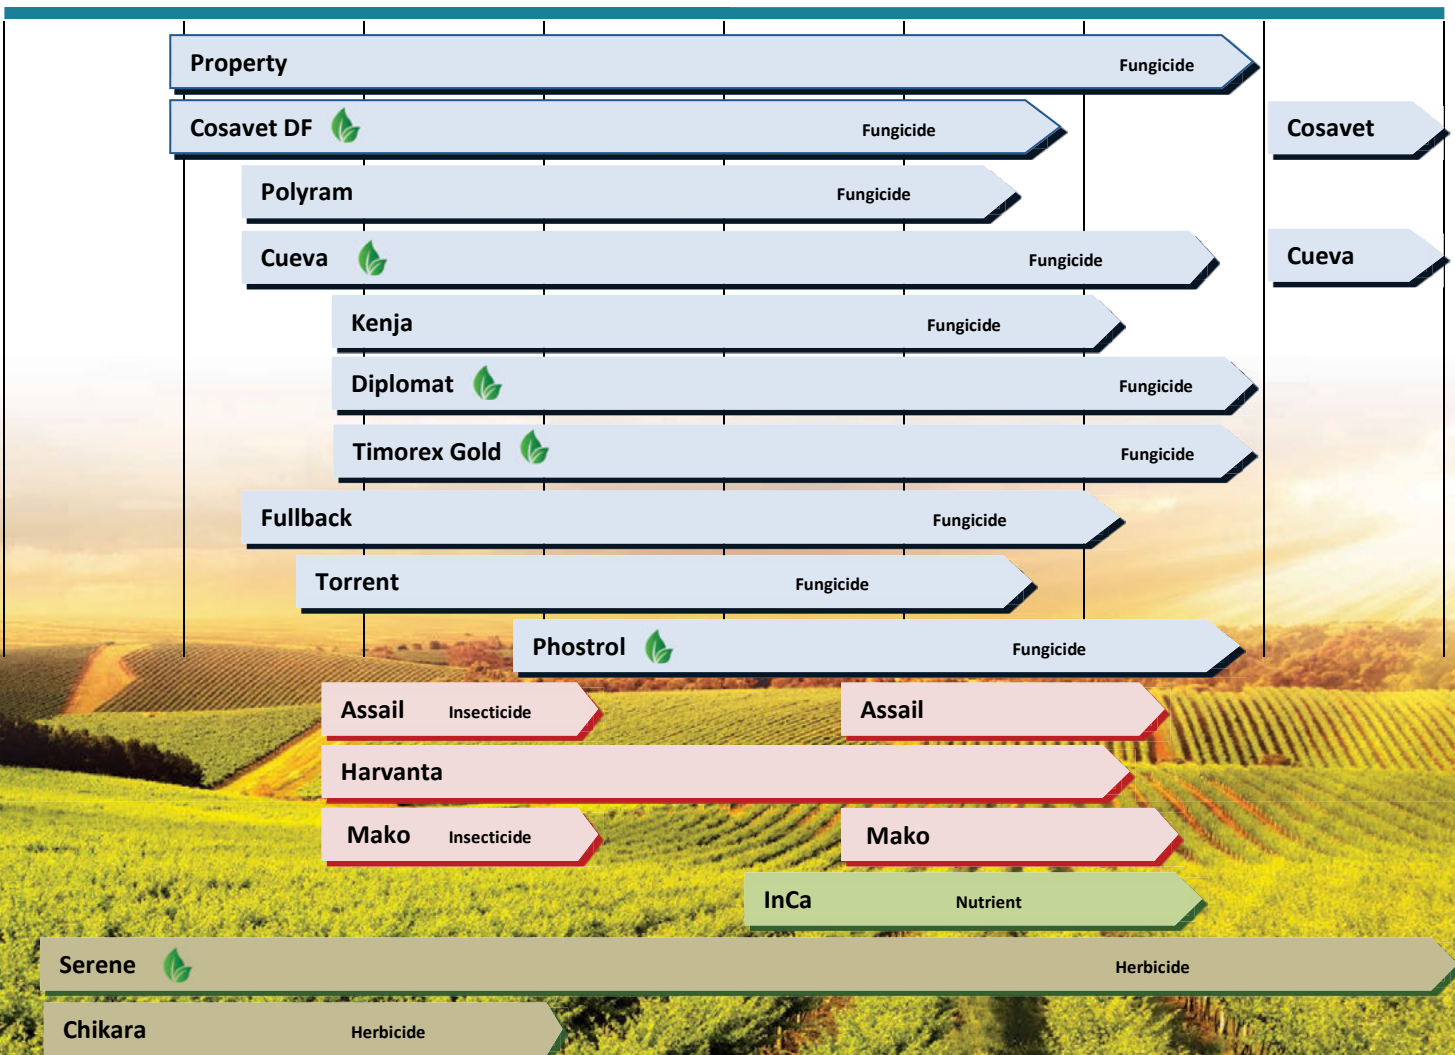 Property Fungicide
Cosavet DF Fungicide Cosavet
Polyram Fungicide
Cueva Fungicide Cueva
Kenja Fungicide
Diplomat Fungicide
Timorex Gold Fungicide
Fullback Fungicide
Torrent Fungicide
Phostrol Fungicide
Assail Insecticide Assail
Harvanta
Mako Insecticide Mako
InCa Nutrient
Serene Herbicide
Chikara Herbicide